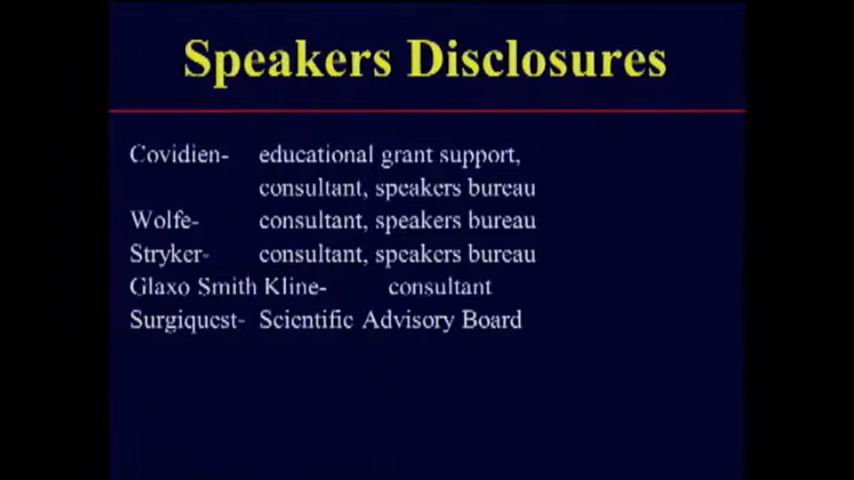 Speakers Disclosures
Covidien- educational grant support,
consultant, speakers bureau
Wolfe- consultant, speakers bureau
Stryker- consultant, speakers bureau
Glaxo Smith Kline- consultant
Surgiquest- Scientific Advisory Board